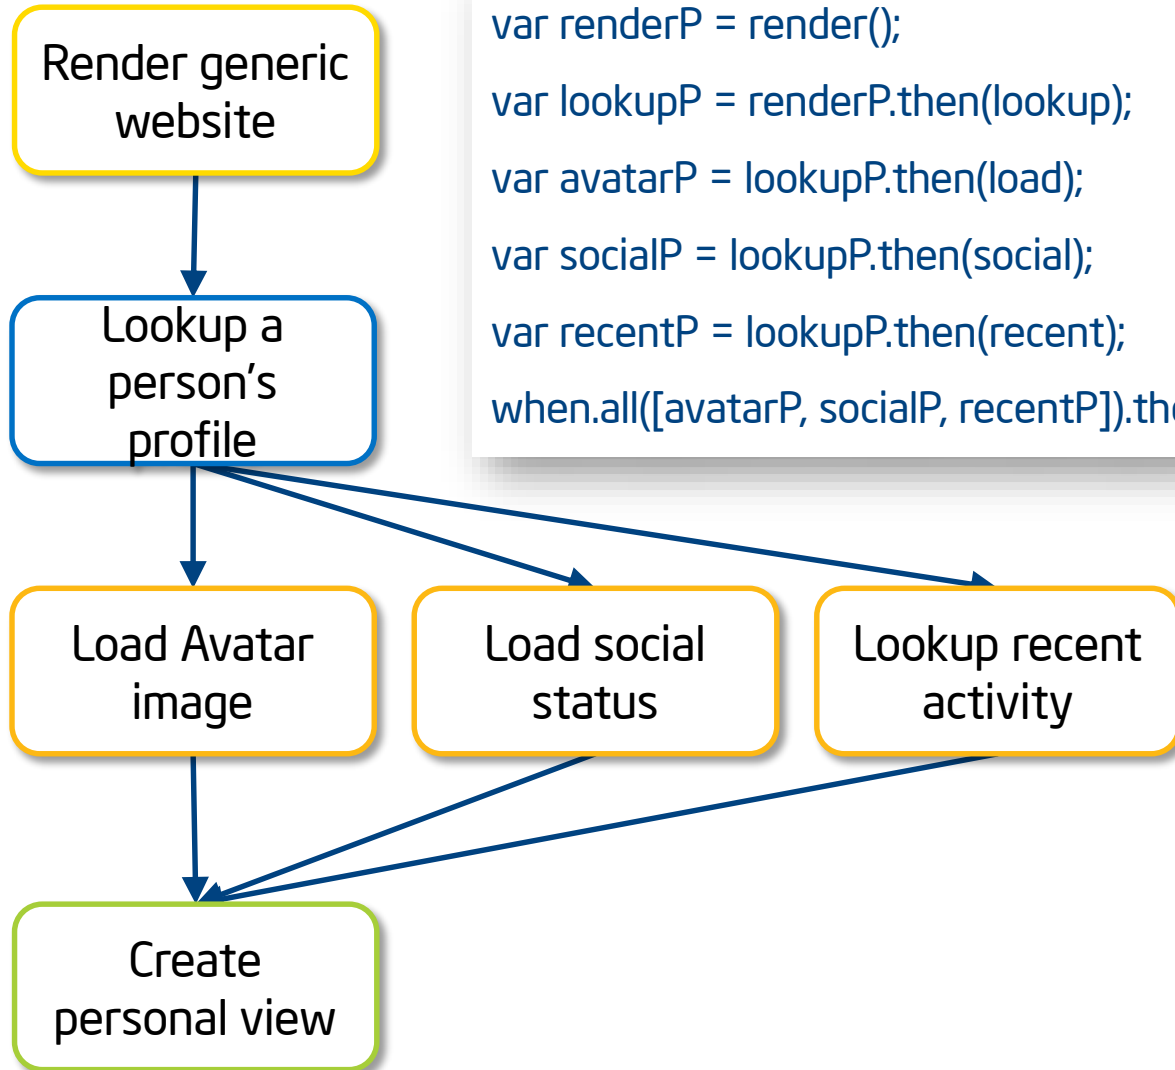 Render generic
website
var renderP = render();
var lookupP = renderP.then(lookup);
var avatarP = lookupP.then(load);
var socialP = lookupP.then(social);
var recentP = lookupP.then(recent);
when.all([avatarP, socialP, recentP]).the
Lookup a
person's
profile
Load Avatar
image
Load social
status
Lookup recent
activity
Create
personal view